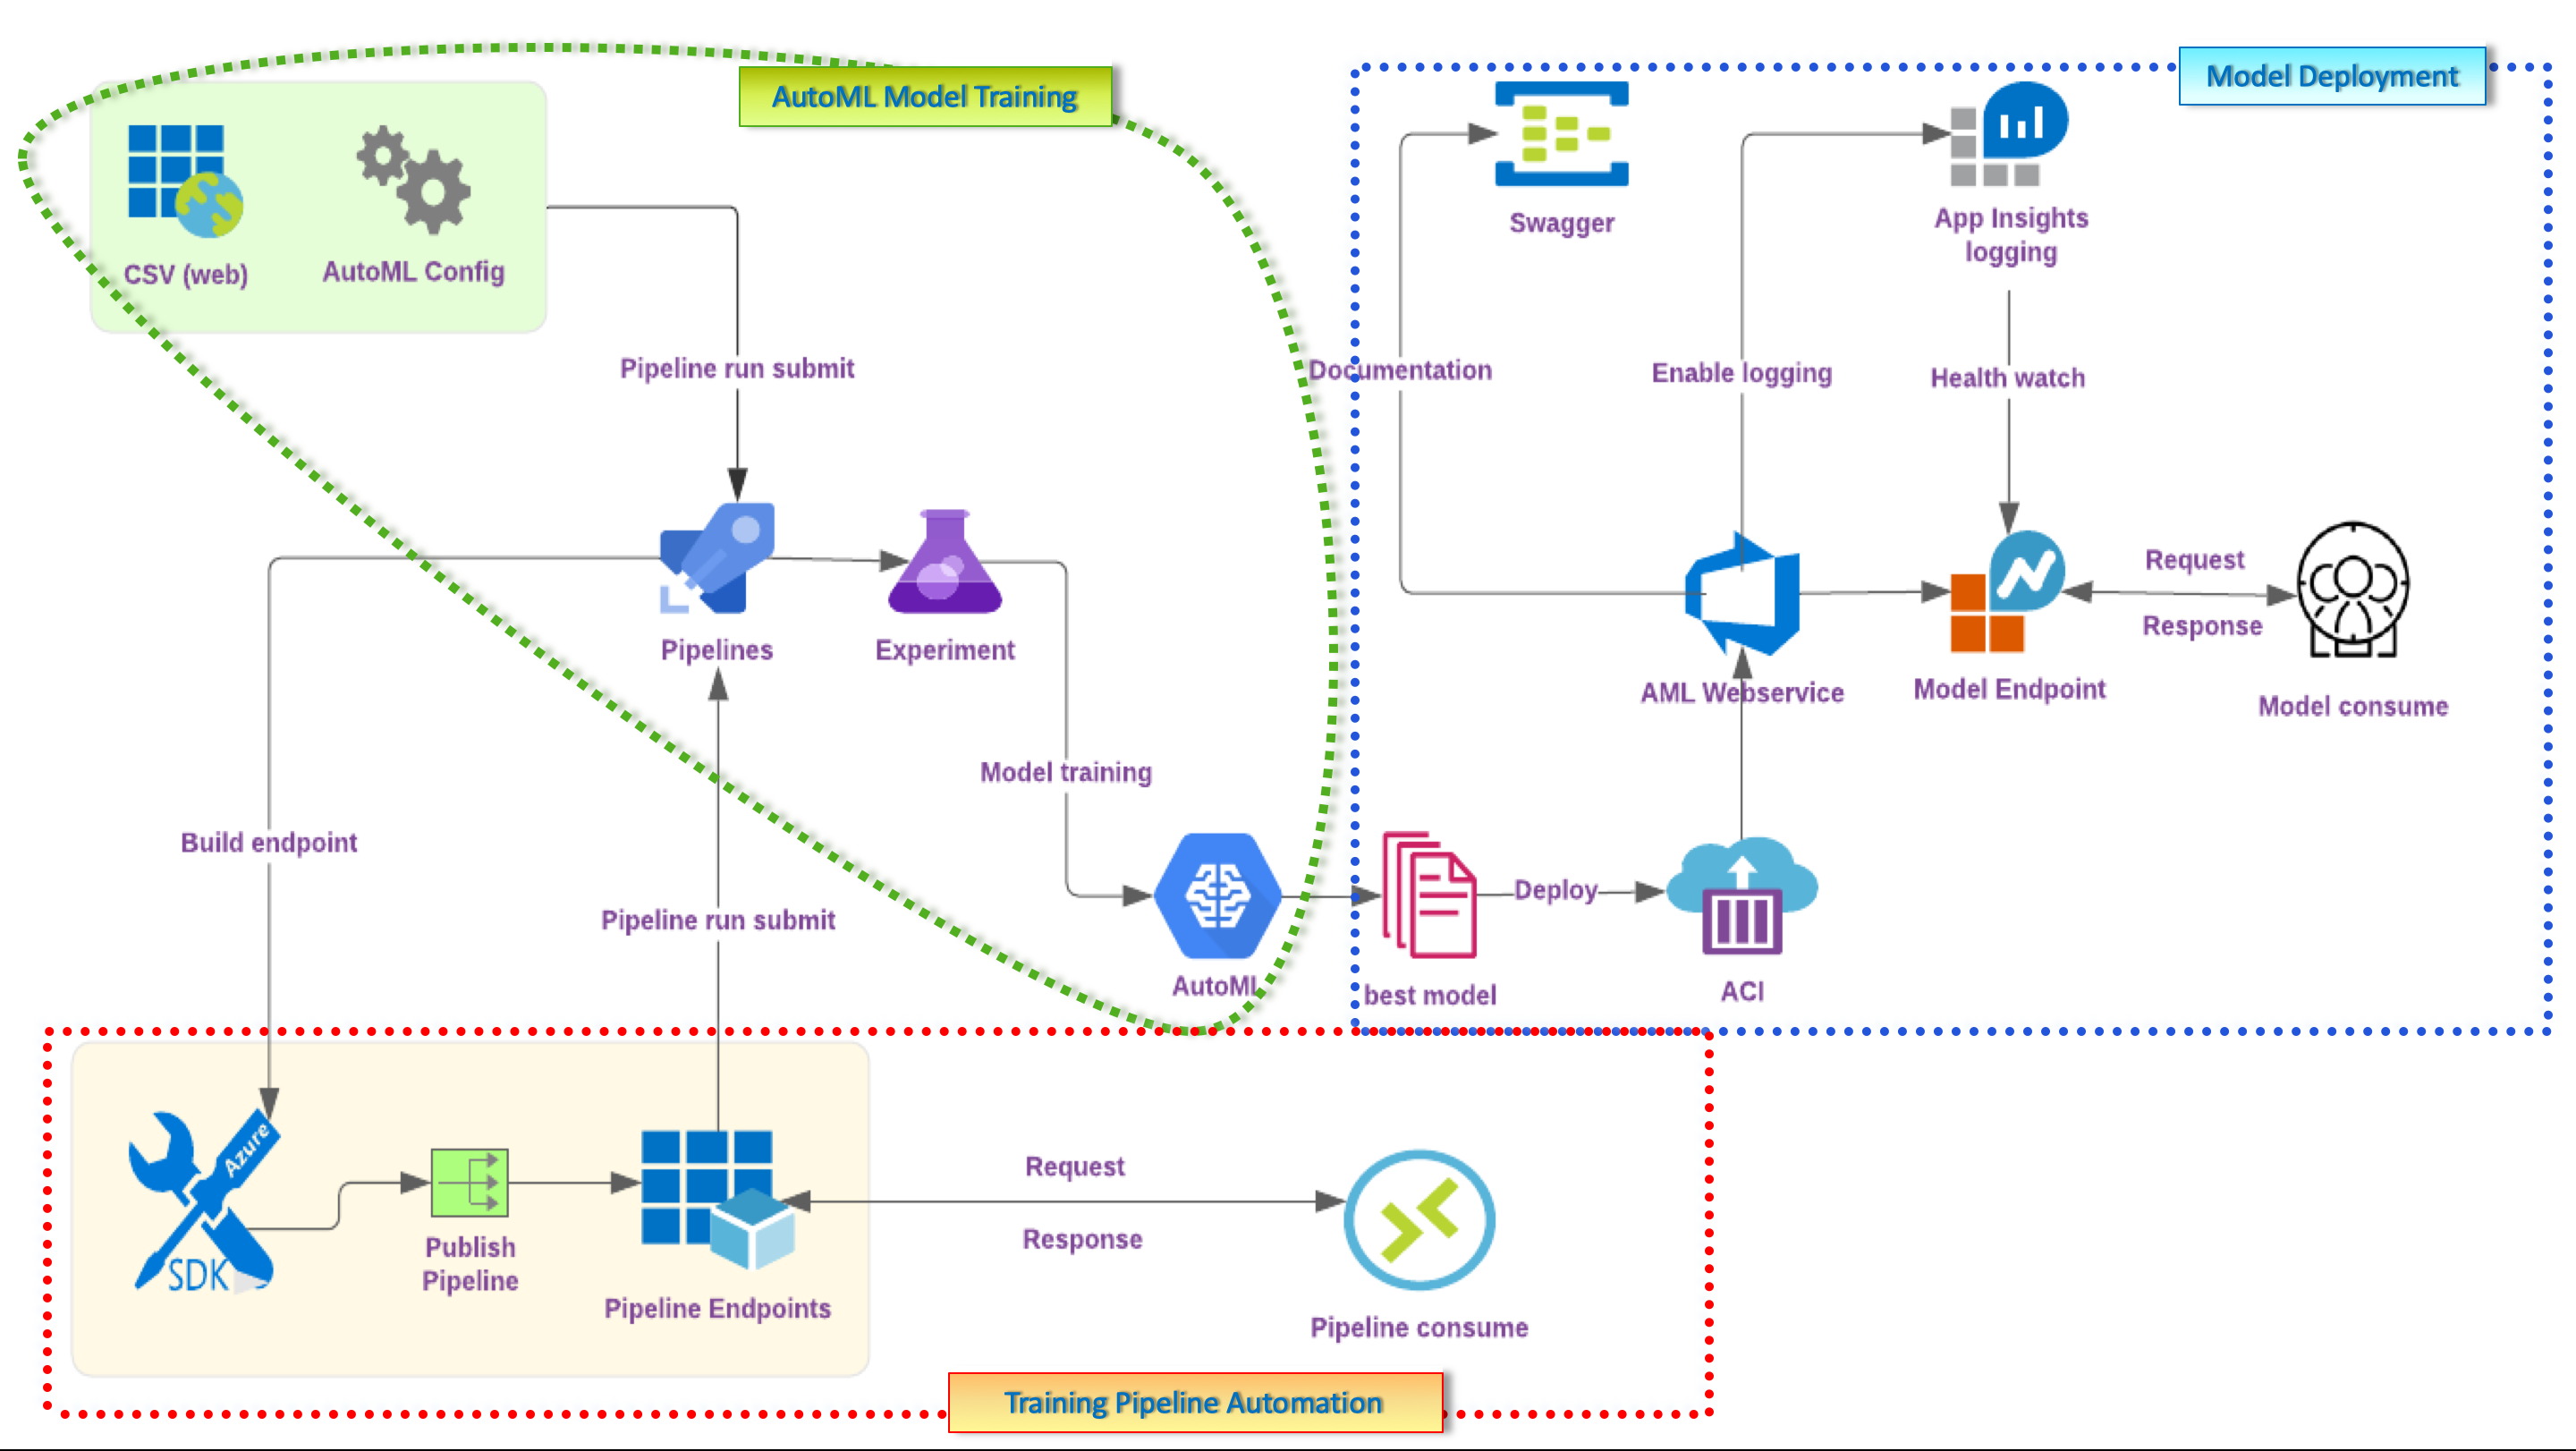 AutoML Model Training
Model Deployment
CSV (web)
AutoML Config
Pipeline run submit
Swagger
App Insights
logging
Documentation
Enable logging
Health watch
Pipelines
Experiment
AML Webservice
Model Endpoint
Request
Response
Model consume
Model training
Build endpoint
Pipeline run submit
AutoML
best model
Deploy
ACI
Azure
SDK
Publish
Pipeline
Pipeline Endpoints
Request
Response
Pipeline consume
Training Pipeline Automation